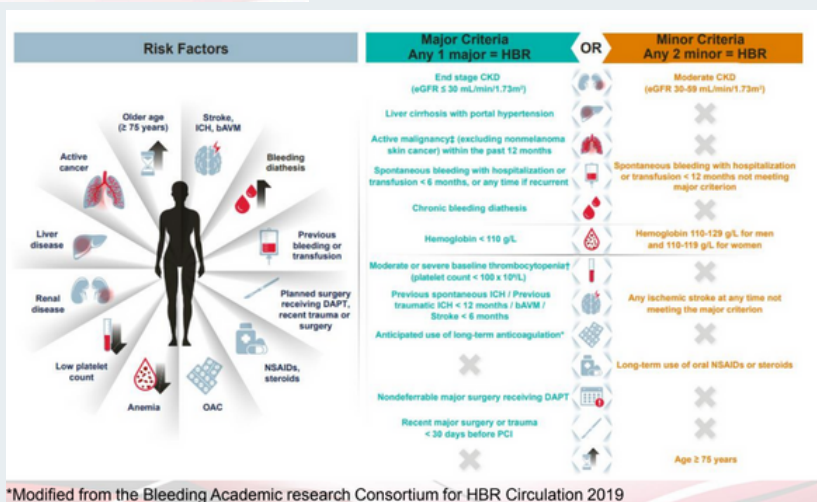 Risk Factors
Major Criteria
Any 1 major = HBR
OR
Minor Criteria
Any 2 minor = HBR
Older age
(≥ 75 years)
Stroke,
ICH, bAVM
Bleeding
diathesis
Previous
bleeding or
transfusion
Planned surgery
receiving DAPT,
recent trauma or
surgery
NSAIDs,
steroids
OAC
Anemia
Low platelet
count
Renal
disease
Liver
disease
Active
cancer
End stage CKD
(eGFR ≤ 30 mL/min/1.73m²)
Moderate CKD
(eGFR 30-59 mL/min/1.73m²)
Liver cirrhosis with portal hypertension
Active malignancy‡ (excluding nonmelanoma
skin cancer) within the past 12 months
Spontaneous bleeding with hospitalization or
transfusion < 6 months, or any time if recurrent
Spontaneous bleeding with hospitalization
or transfusion < 12 months not meeting
major criterion
Chronic bleeding diathesis
Hemoglobin < 110 g/L
Hemoglobin 110-129 g/L for men
and 110-119 g/L for women
Moderate or severe baseline thrombocytopenia†
(platelet count < 100 x 10⁹/L)
Previous spontaneous ICH / Previous
traumatic ICH < 12 months / bAVM /
Stroke < 6 months
Any ischemic stroke at any time not
meeting the major criterion
Anticipated use of long-term anticoagulation*
Long-term use of oral NSAIDs or steroids
Nondeferrable major surgery receiving DAPT
Recent major surgery or trauma
< 30 days before PCI
Age ≥ 75 years
*Modified from the Bleeding Academic research Consortium for HBR Circulation 2019